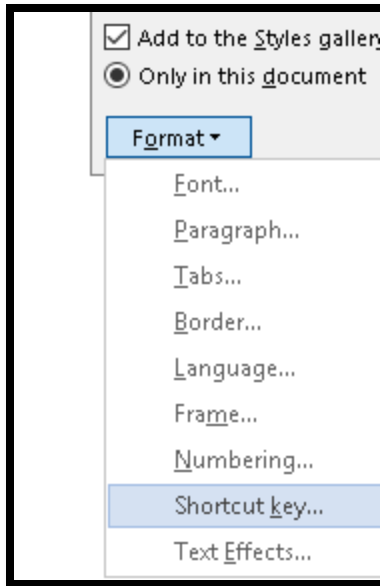 Add to the Styles gallery
Only in this document
Format
Font...
Paragraph...
Tabs...
Border...
Language...
Frame...
Numbering...
Shortcut key...
Text Effects...